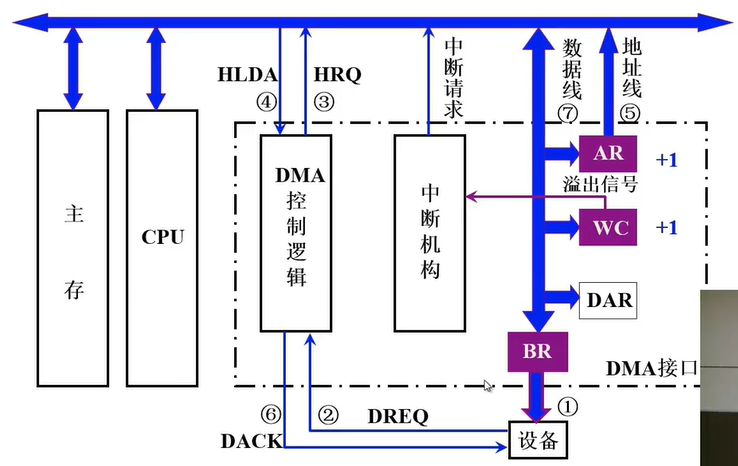 HLDA
④
HRQ
③
中断请求
数据线
⑦
地址线
⑤
主存
CPU
DMA
控制逻辑
中断机构
AR
+1
溢出信号
WC
+1
DAR
BR
DMA接口
⑥
DACK
②
DREQ
①
设备